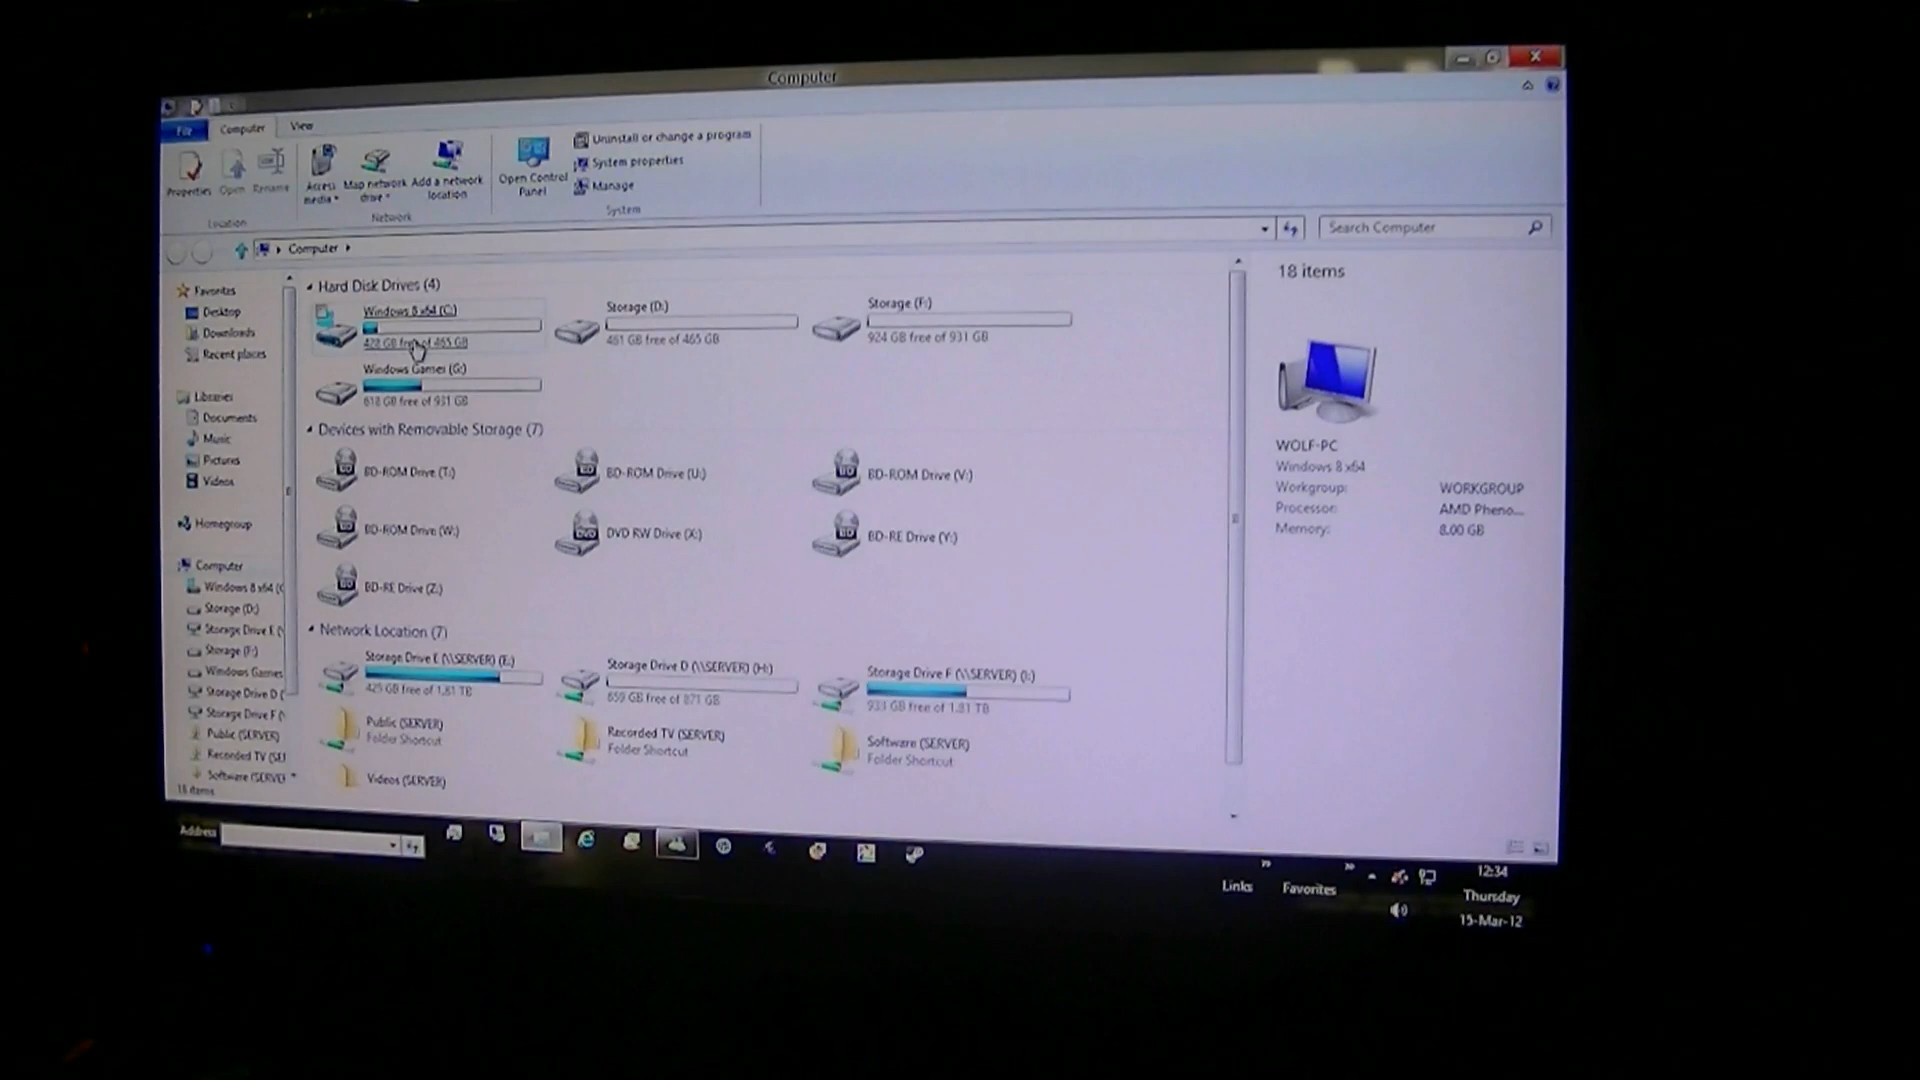 Computer
File Computer View
Properties Open Rename
Access media
Map network drive
Add a network location
Open Control Panel
Uninstall or change a program
System properties
Manage
Location Network System
Computer
Search Computer
Favorites
Desktop
Downloads
Recent places
Libraries
Documents
Music
Pictures
Videos
Homegroup
Computer
Windows 8 x64 (C
Storage (D:)
Storage Drive E (\
Storage (F:)
Windows Games
Storage Drive D (
Storage Drive F (\
Public (SERVER)
Recorded TV (SE
Software (SERVE
18 items
Hard Disk Drives (4)
Windows 8 x64 (C:)
428 GB free of 465 GB
Storage (D:)
461 GB free of 465 GB
Storage (F:)
924 GB free of 931 GB
Windows Games (G:)
618 GB free of 931 GB
Devices with Removable Storage (7)
BD-ROM Drive (T:)
BD-ROM Drive (U:)
BD-ROM Drive (V:)
BD-ROM Drive (W:)
DVD RW Drive (X:)
BD-RE Drive (Y:)
BD-RE Drive (Z:)
Network Location (7)
Storage Drive E (\\SERVER) (E:)
425 GB free of 1.81 TB
Storage Drive D (\\SERVER) (H:)
859 GB free of 871 GB
Storage Drive F (\\SERVER) (I:)
933 GB free of 1.81 TB
Public (SERVER)
Folder Shortcut
Recorded TV (SERVER)
Folder Shortcut
Software (SERVER)
Folder Shortcut
Videos (SERVER)
18 items
WOLF-PC
Windows 8 x64
Workgroup: WORKGROUP
Processor: AMD Pheno...
Memory: 8.00 GB
Address
Links
Favorites
12:34
Thursday
15-Mar-12